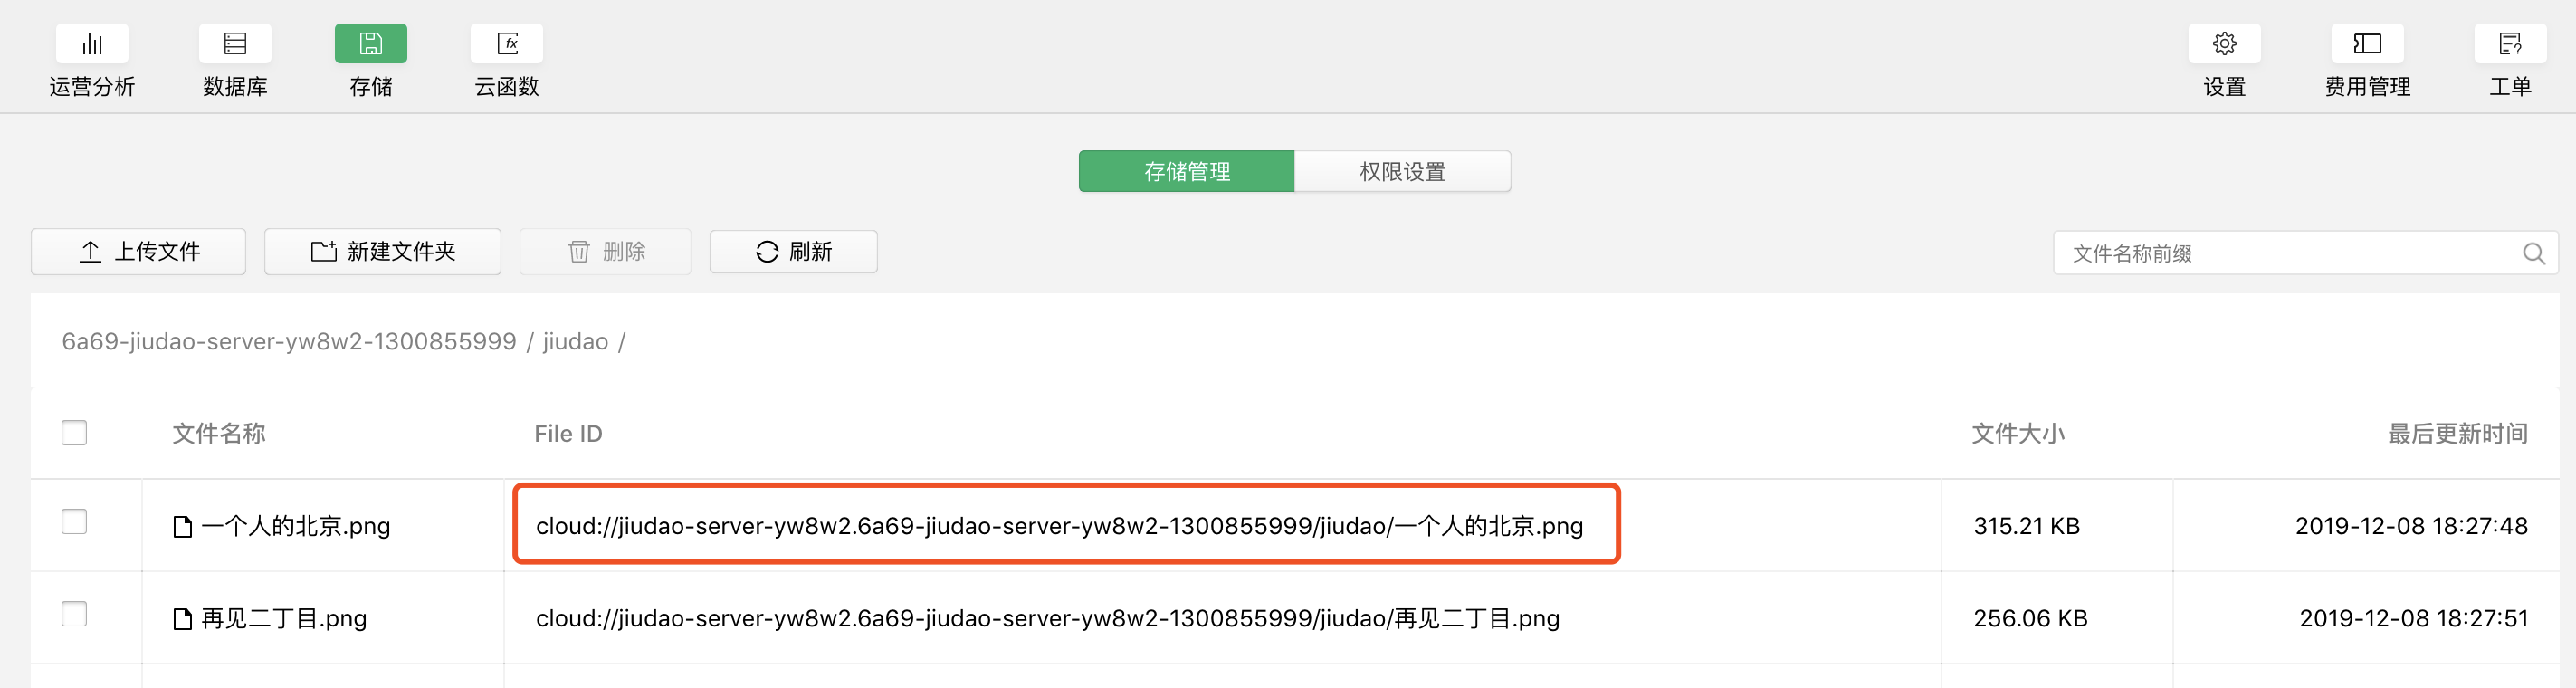 运营分析 数据库 存储 云函数 设置 费用管理 工单
存储管理 权限设置
上传文件 新建文件夹 删除 刷新 文件名称前缀
6a69-jiudao-server-yw8w2-1300855999 / jiudao /
文件名称 File ID 文件大小 最后更新时间
一个人的北京.png cloud://jiudao-server-yw8w2.6a69-jiudao-server-yw8w2-1300855999/jiudao/一个人的北京.png 315.21 KB 2019-12-08 18:27:48
再见二丁目.png cloud://jiudao-server-yw8w2.6a69-jiudao-server-yw8w2-1300855999/jiudao/再见二丁目.png 256.06 KB 2019-12-08 18:27:51